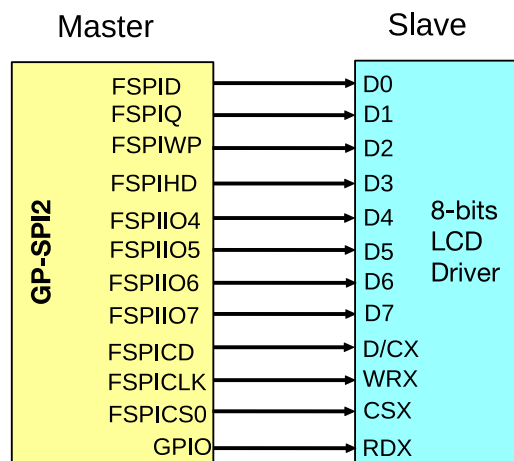 Master Slave
FSPID D0
FSPIQ D1
FSPIWP D2
FSPIHD D3
FSPIIO4 D4
FSPIIO5 D5
FSPIIO6 D6
FSPIIO7 D7
FSPICD D/CX
FSPICLK WRX
FSPICS0 CSX
GPIO RDX
GP-SPI2
8-bits
LCD
Driver